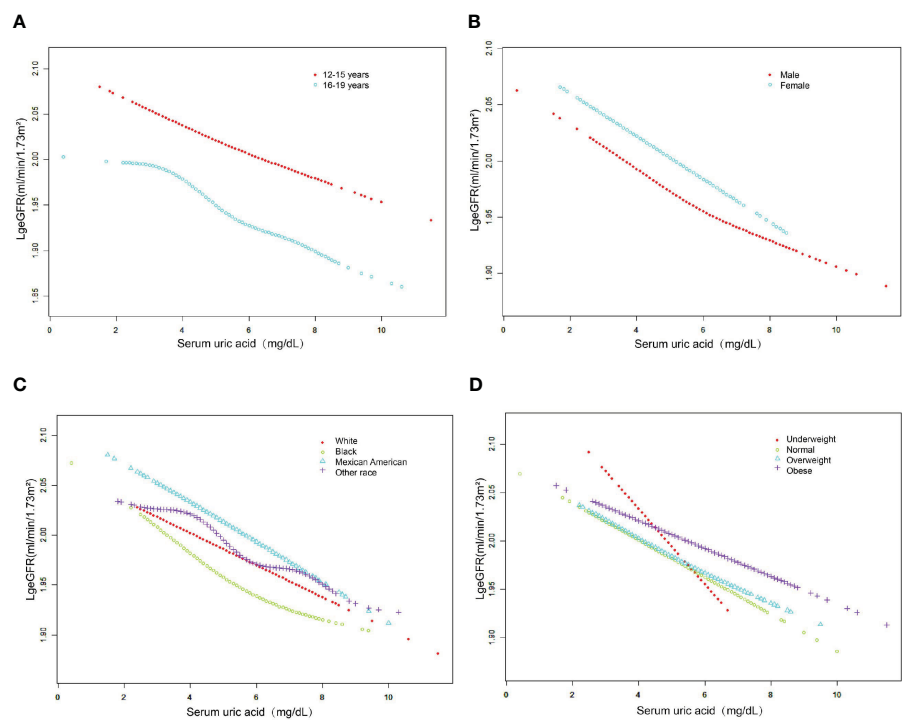 A
LgeGFR(ml/min/1.73m²)
2.10
2.05
2.00
1.95
1.90
1.85
12-15 years
16-19 years
0 2 4 6 8 10
Serum uric acid（mg/dL）
B
LgeGFR(ml/min/1.73m²)
2.10
2.05
2.00
1.95
1.90
Male
Female
0 2 4 6 8 10
Serum uric acid（mg/dL）
C
LgeGFR(ml/min/1.73m²)
2.10
2.05
2.00
1.95
1.90
White
Black
Mexican American
Other race
0 2 4 6 8 10
Serum uric acid（mg/dL）
D
LgeGFR(ml/min/1.73m²)
2.10
2.05
2.00
1.95
1.90
Underweight
Normal
Overweight
Obese
0 2 4 6 8 10
Serum uric acid（mg/dL）